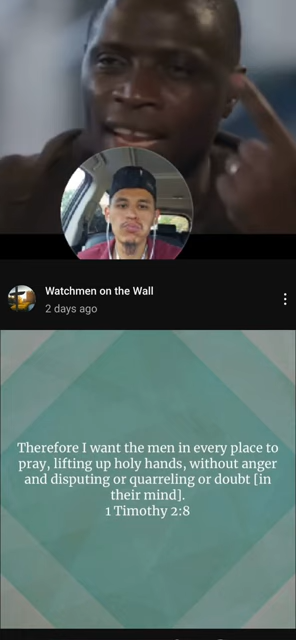 Watchmen on the Wall
2 days ago
Therefore I want the men in every place to
pray, lifting up holy hands, without anger
and disputing or quarreling or doubt [in
their mind].
1 Timothy 2:8